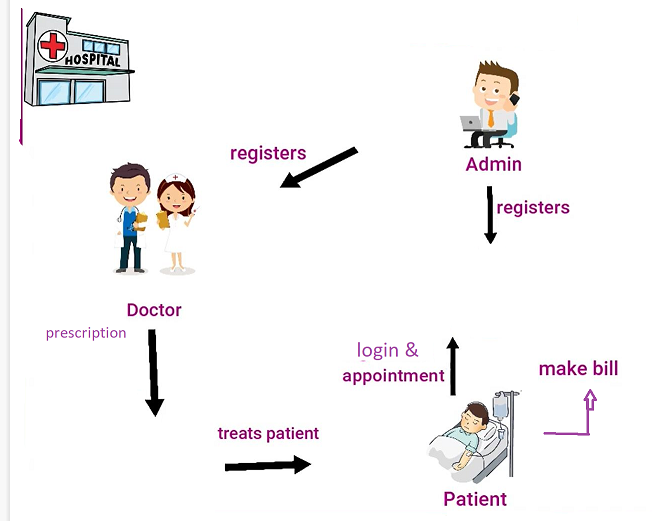 HOSPITAL
Admin
registers
registers
Doctor
prescription
login &
appointment
make bill
treats patient
Patient